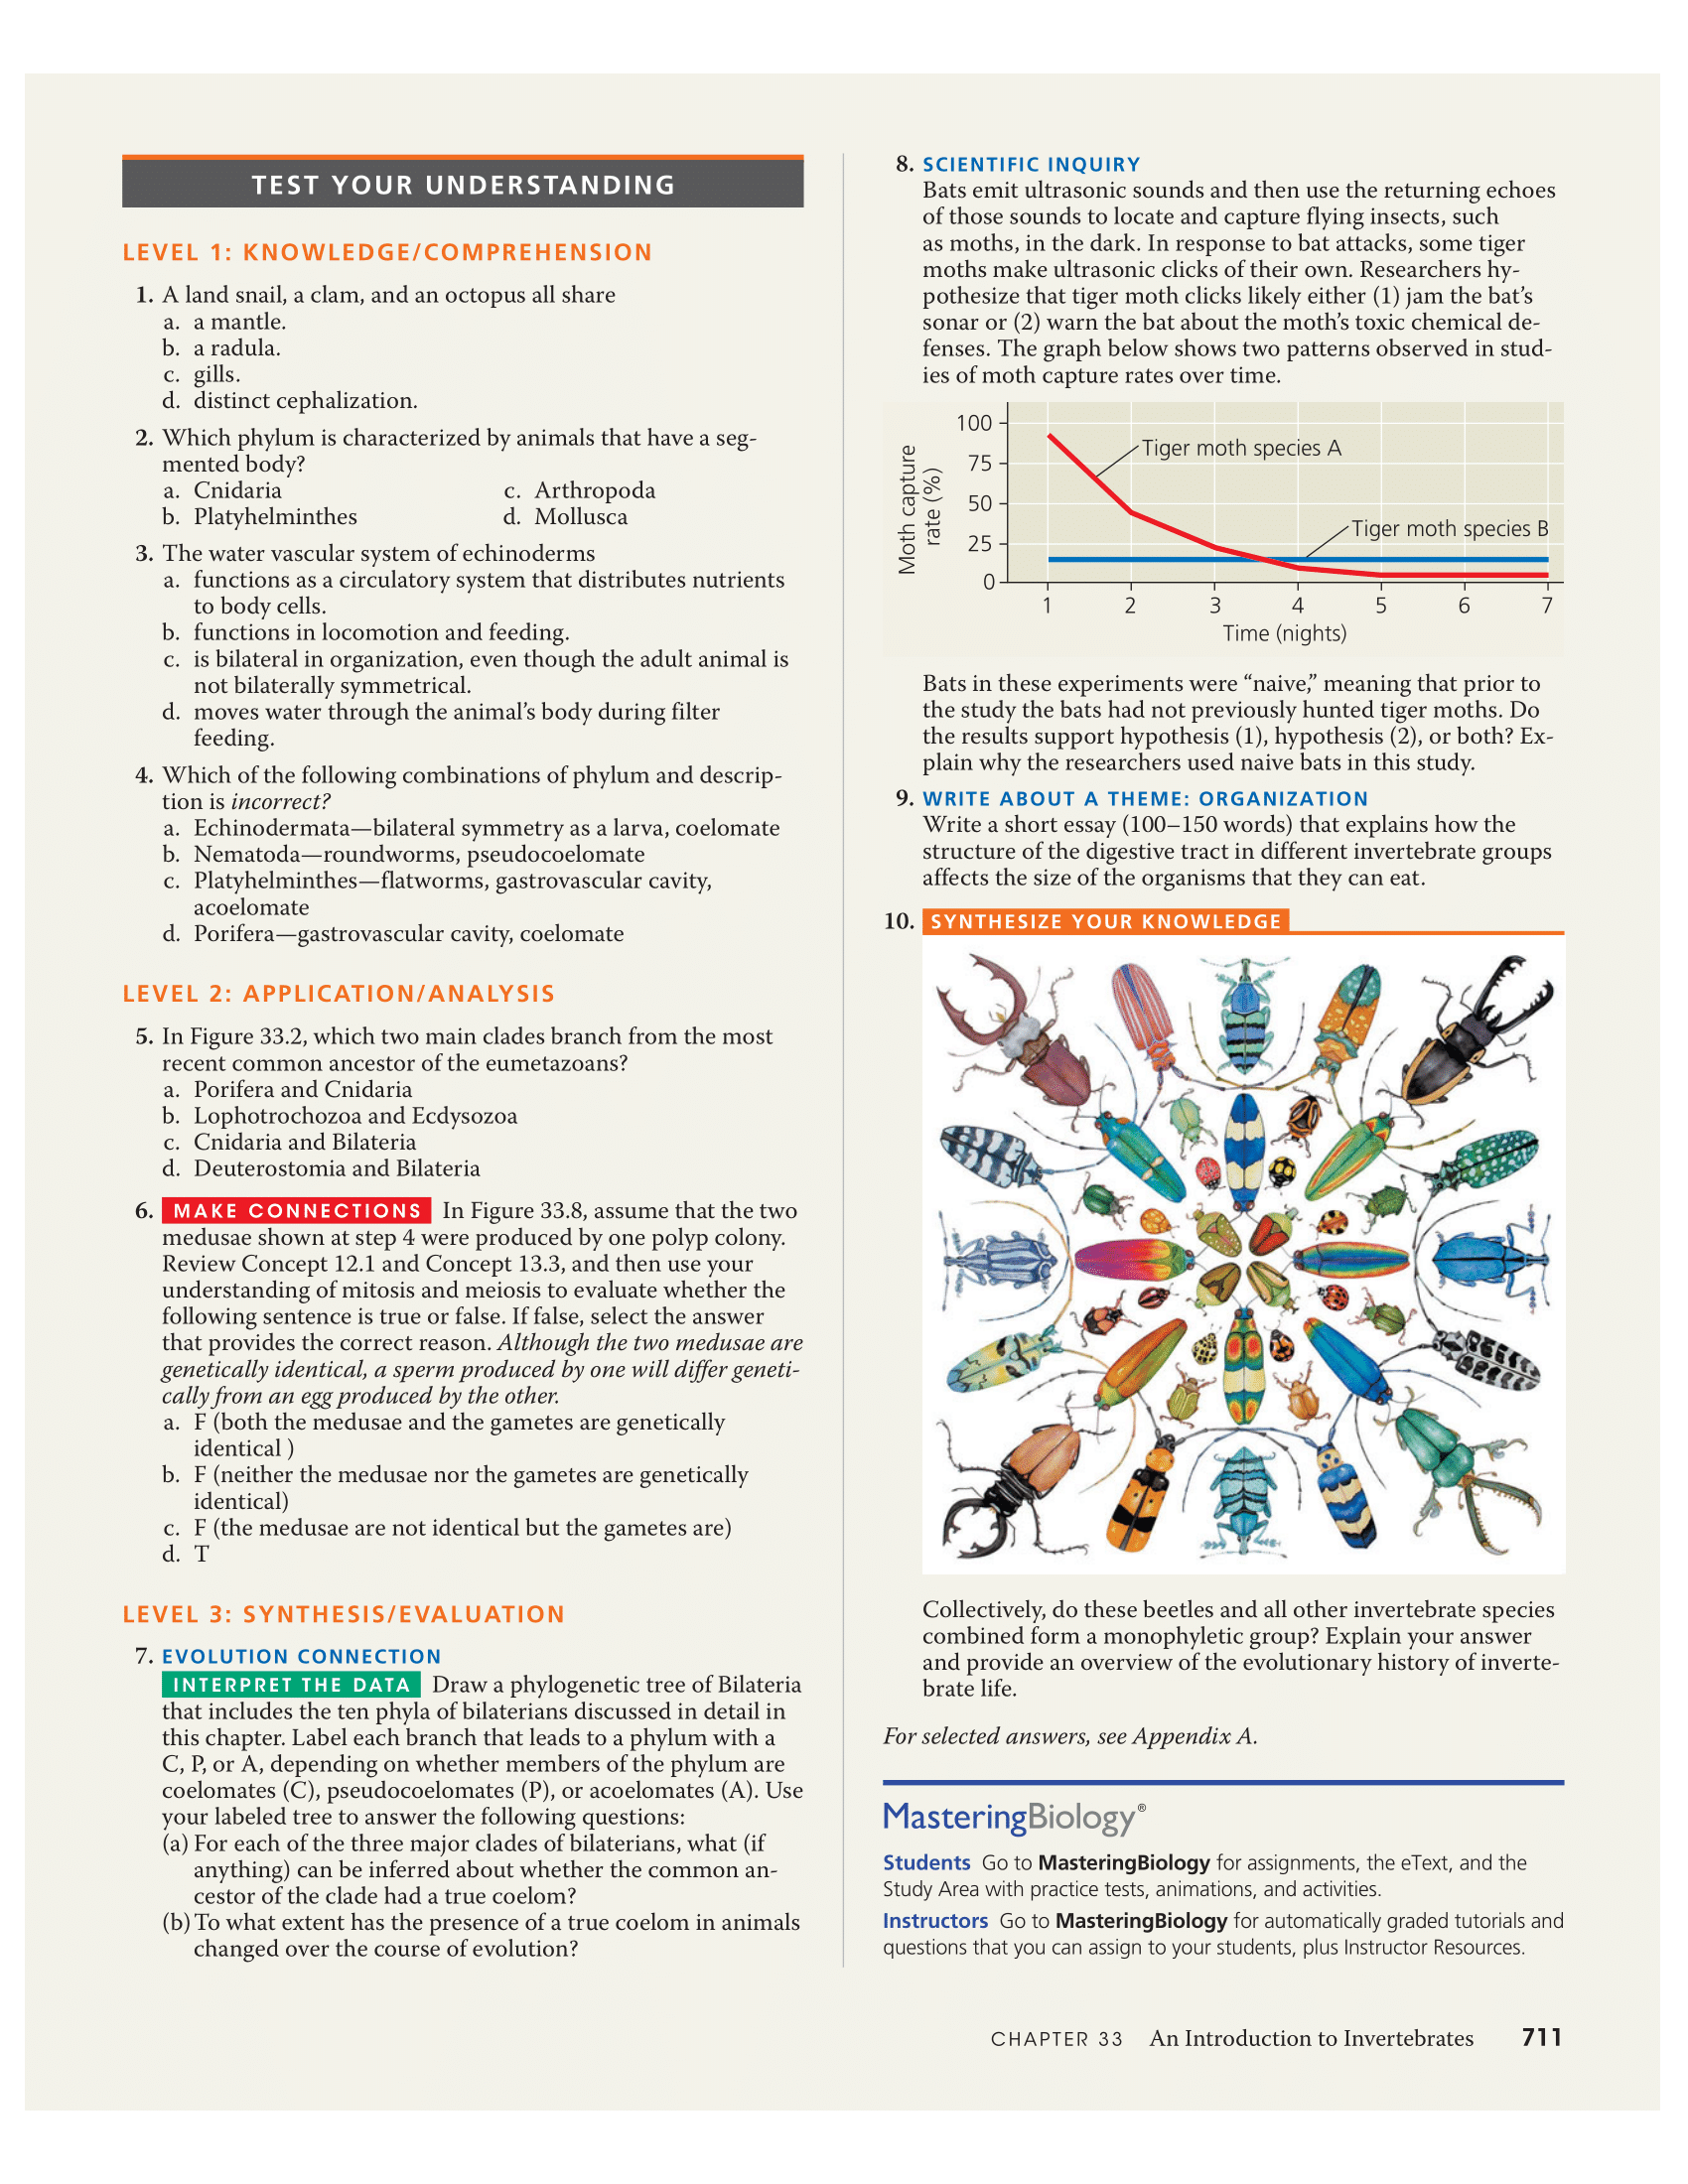 TEST YOUR UNDERSTANDING
LEVEL 1: KNOWLEDGE/COMPREHENSION
1. A land snail, a clam, and an octopus all share
a. a mantle.
b. a radula.
c. gills.
d. distinct cephalization.
2. Which phylum is characterized by animals that have a seg-
mented body?
a. Cnidaria c. Arthropoda
b. Platyhelminthes d. Mollusca
3. The water vascular system of echinoderms
a. functions as a circulatory system that distributes nutrients
to body cells.
b. functions in locomotion and feeding.
c. is bilateral in organization, even though the adult animal is
not bilaterally symmetrical.
d. moves water through the animal's body during filter
feeding.
4. Which of the following combinations of phylum and descrip-
tion is incorrect?
a. Echinodermata—bilateral symmetry as a larva, coelomate
b. Nematoda—roundworms, pseudocoelomate
c. Platyhelminthes—flatworms, gastrovascular cavity,
acoelomate
d. Porifera—gastrovascular cavity, coelomate
LEVEL 2: APPLICATION/ANALYSIS
5. In Figure 33.2, which two main clades branch from the most
recent common ancestor of the eumetazoans?
a. Porifera and Cnidaria
b. Lophotrochozoa and Ecdysozoa
c. Cnidaria and Bilateria
d. Deuterostomia and Bilateria
6. MAKE CONNECTIONS In Figure 33.8, assume that the two
medusae shown at step 4 were produced by one polyp colony.
Review Concept 12.1 and Concept 13.3, and then use your
understanding of mitosis and meiosis to evaluate whether the
following sentence is true or false. If false, select the answer
that provides the correct reason. Although the two medusae are
genetically identical, a sperm produced by one will differ geneti-
cally from an egg produced by the other.
a. F (both the medusae and the gametes are genetically
identical )
b. F (neither the medusae nor the gametes are genetically
identical)
c. F (the medusae are not identical but the gametes are)
d. T
LEVEL 3: SYNTHESIS/EVALUATION
7. EVOLUTION CONNECTION
INTERPRET THE DATA Draw a phylogenetic tree of Bilateria
that includes the ten phyla of bilaterians discussed in detail in
this chapter. Label each branch that leads to a phylum with a
C, P, or A, depending on whether members of the phylum are
coelomates (C), pseudocoelomates (P), or acoelomates (A). Use
your labeled tree to answer the following questions:
(a) For each of the three major clades of bilaterians, what (if
anything) can be inferred about whether the common an-
cestor of the clade had a true coelom?
(b) To what extent has the presence of a true coelom in animals
changed over the course of evolution?
8. SCIENTIFIC INQUIRY
Bats emit ultrasonic sounds and then use the returning echoes
of those sounds to locate and capture flying insects, such
as moths, in the dark. In response to bat attacks, some tiger
moths make ultrasonic clicks of their own. Researchers hy-
pothesize that tiger moth clicks likely either (1) jam the bat's
sonar or (2) warn the bat about the moth's toxic chemical de-
fenses. The graph below shows two patterns observed in stud-
ies of moth capture rates over time.
Moth capture
rate (%)
100
75
50
25
0
Tiger moth species A
Tiger moth species B
1 2 3 4 5 6 7
Time (nights)
Bats in these experiments were “naive,” meaning that prior to
the study the bats had not previously hunted tiger moths. Do
the results support hypothesis (1), hypothesis (2), or both? Ex-
plain why the researchers used naive bats in this study.
9. WRITE ABOUT A THEME: ORGANIZATION
Write a short essay (100–150 words) that explains how the
structure of the digestive tract in different invertebrate groups
affects the size of the organisms that they can eat.
10. SYNTHESIZE YOUR KNOWLEDGE
Collectively, do these beetles and all other invertebrate species
combined form a monophyletic group? Explain your answer
and provide an overview of the evolutionary history of inverte-
brate life.
For selected answers, see Appendix A.
MasteringBiology®
Students Go to MasteringBiology for assignments, the eText, and the
Study Area with practice tests, animations, and activities.
Instructors Go to MasteringBiology for automatically graded tutorials and
questions that you can assign to your students, plus Instructor Resources.
CHAPTER 33 An Introduction to Invertebrates 711